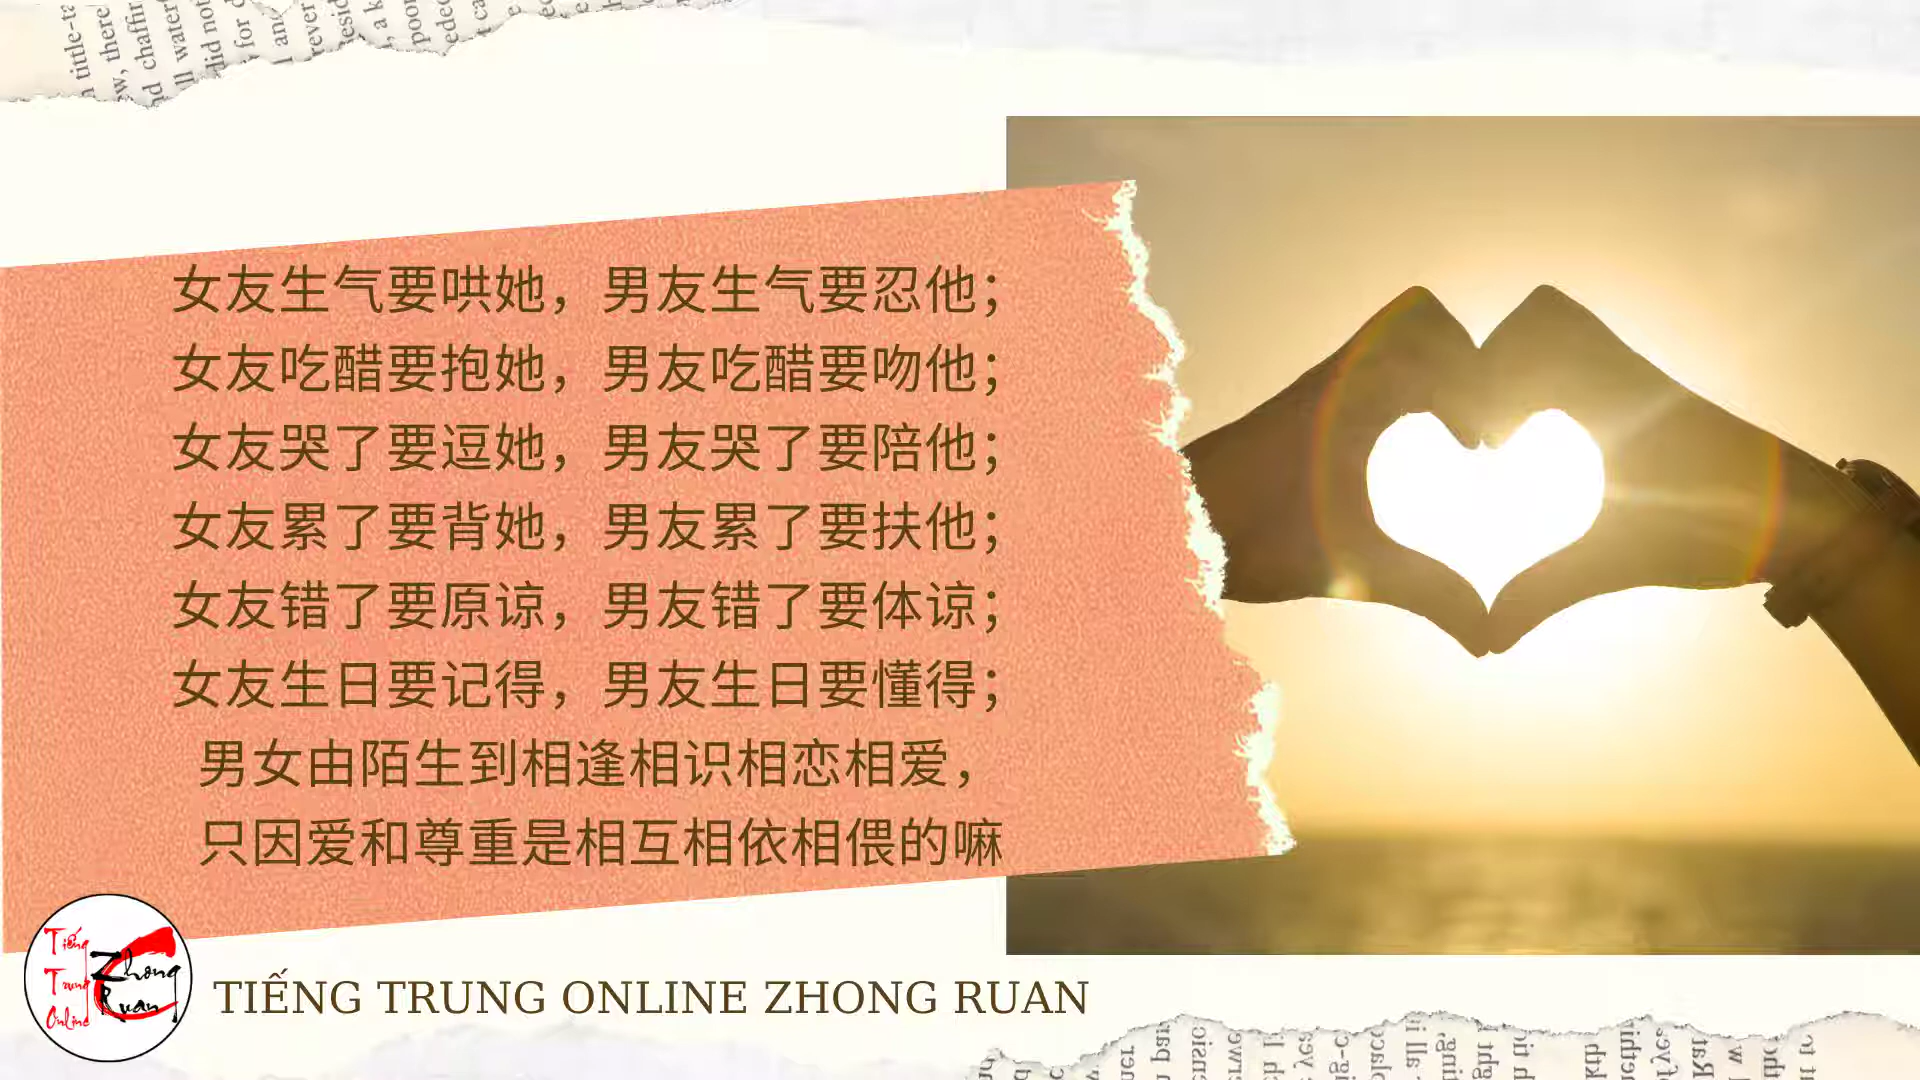 女友生气要哄她，男友生气要忍他；
女友吃醋要抱她，男友吃醋要吻他；
女友哭了要逗她，男友哭了要陪他；
女友累了要背她，男友累了要扶他；
女友错了要原谅，男友错了要体谅；
女友生日要记得，男友生日要懂得；
男女由陌生到相逢相识相恋相爱，
只因爱和尊重是相互相依相偎的嘛
Tiếng
Trung
Online
Zhong
Ruan
TIẾNG TRUNG ONLINE ZHONG RUAN